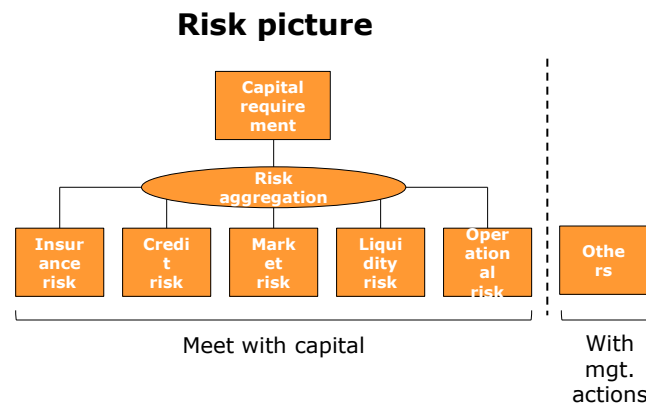 Risk picture
Capital
require
ment
Risk
aggregation
Insur
ance
risk
Credi
t
risk
Mark
et
risk
Liqui
dity
risk
Oper
ation
al
risk
Othe
rs
Meet with capital
With
mgt.
actions